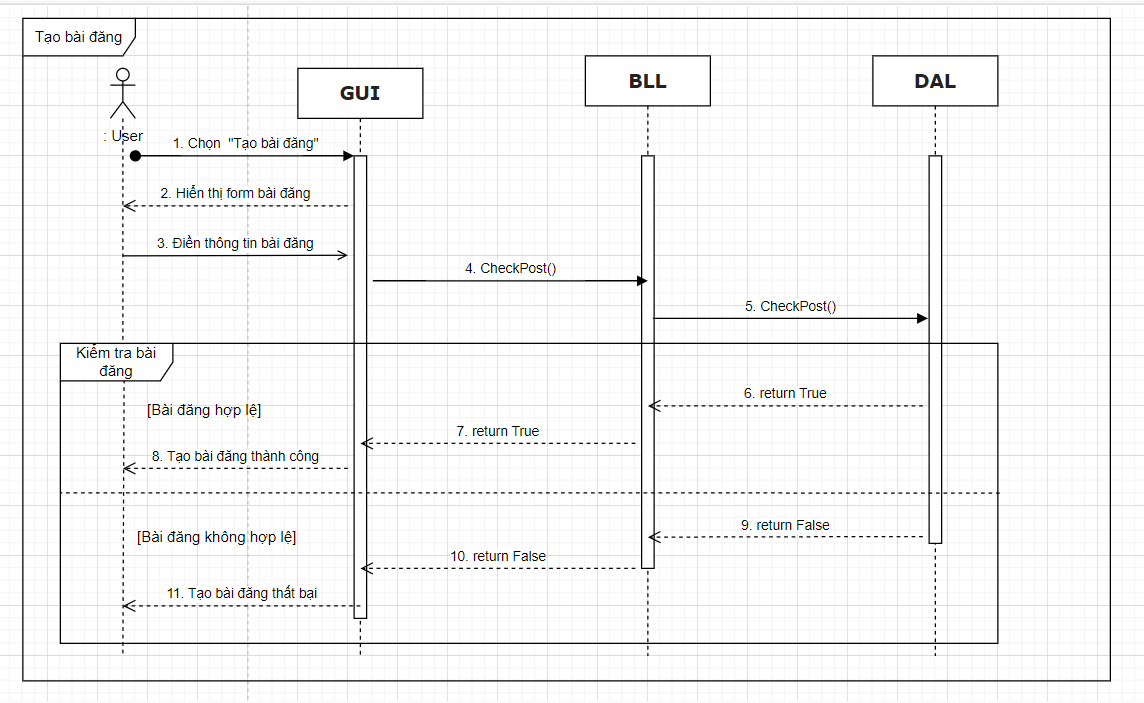 Tạo bài đăng
GUI
BLL
DAL
: User
1. Chọn "Tạo bài đăng"
2. Hiển thị form bài đăng
3. Điền thông tin bài đăng
4. CheckPost()
5. CheckPost()
Kiểm tra bài
đăng
[Bài đăng hợp lệ]
6. return True
7. return True
8. Tạo bài đăng thành công
9. return False
[Bài đăng không hợp lệ]
10. return False
11. Tạo bài đăng thất bại